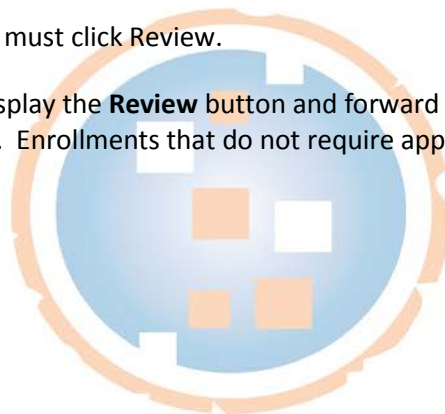 must click Review.
splay the Review button and forward
. Enrollments that do not require app